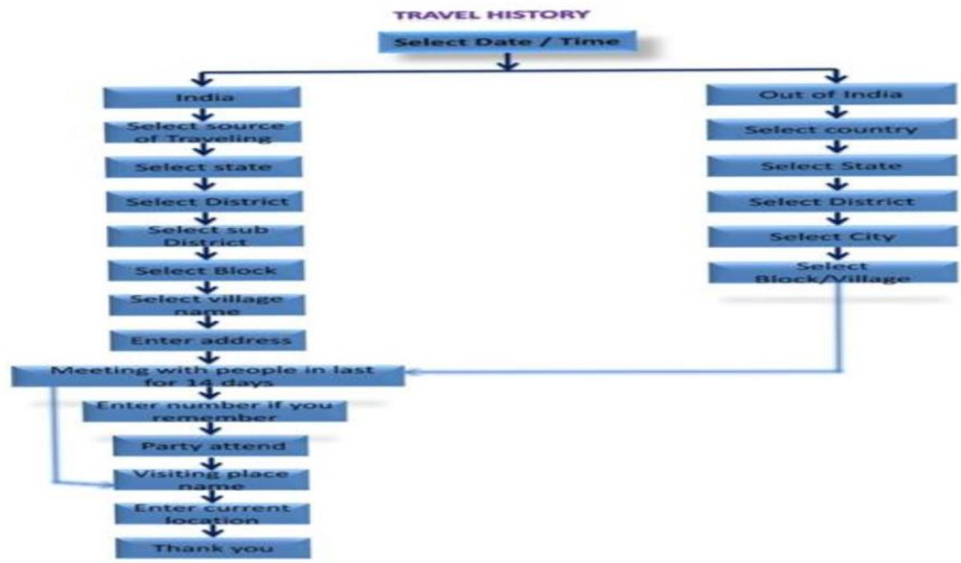 TRAVEL HISTORY
Select Date / Time
India
Select source
of Traveling
Select state
Select District
Select sub
District
Select Block
Select village
name
Enter address
Meeting with people in last
for 14 days
Enter number if you
remember
Party attend
Visiting place
name
Enter current
location
Thank you
Out of India
Select country
Select State
Select District
Select City
Select
Block/Village